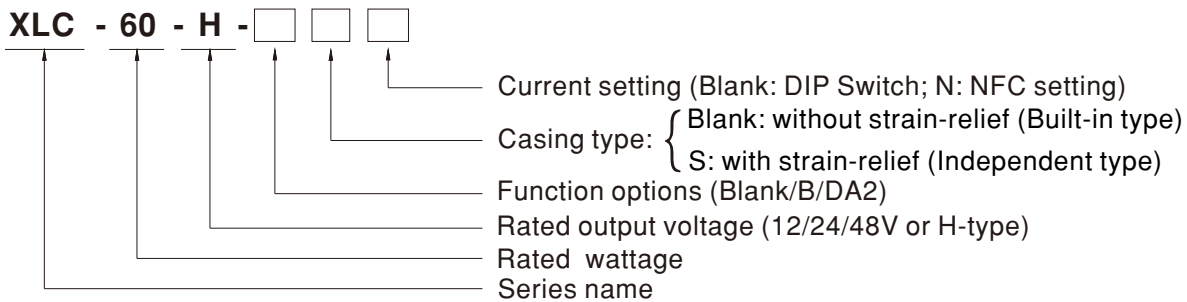 XLC - 60 - H -
Current setting (Blank: DIP Switch; N: NFC setting)
Blank: without strain-relief (Built-in type)
Casing type:
S: with strain-relief (Independent type)
Function options (Blank/B/DA2)
Rated output voltage (12/24/48V or H-type)
Rated wattage
Series name